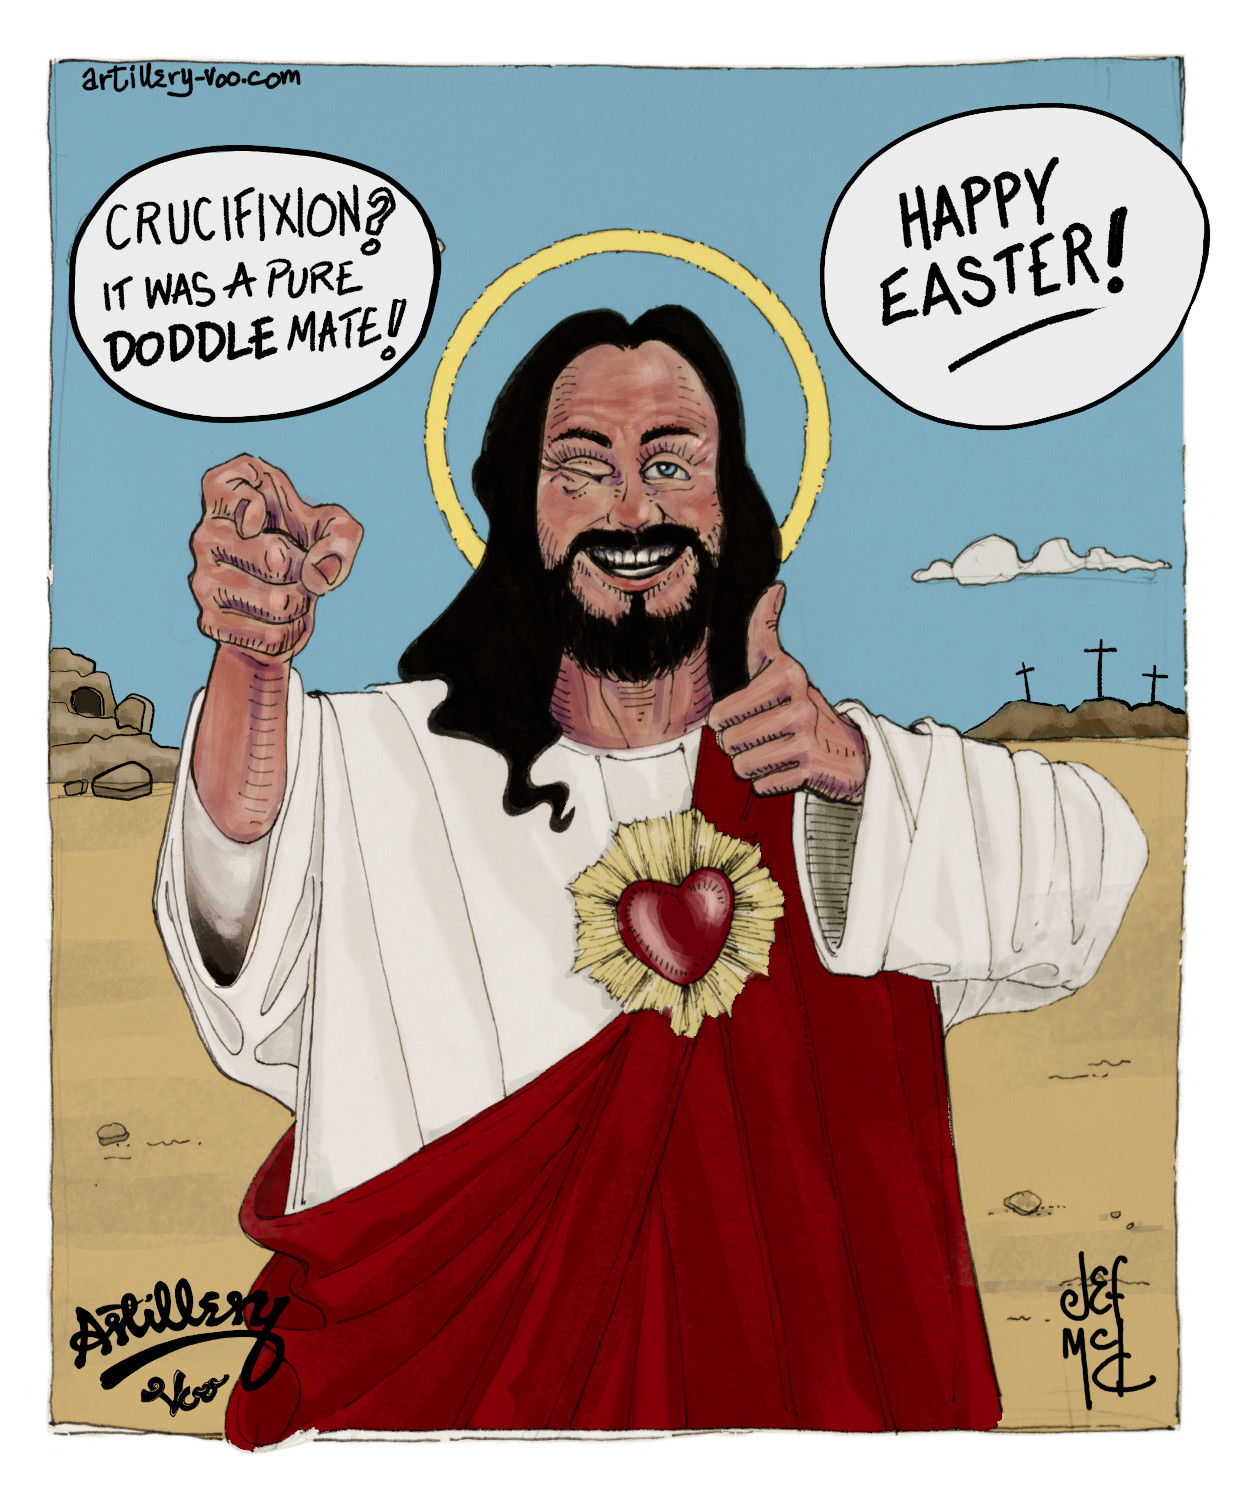 artillery-voo.com
CRUCIFIXION?
IT WAS A PURE
DODDLE MATE!
HAPPY
EASTER!
Artillery
Voo
JEF
McL